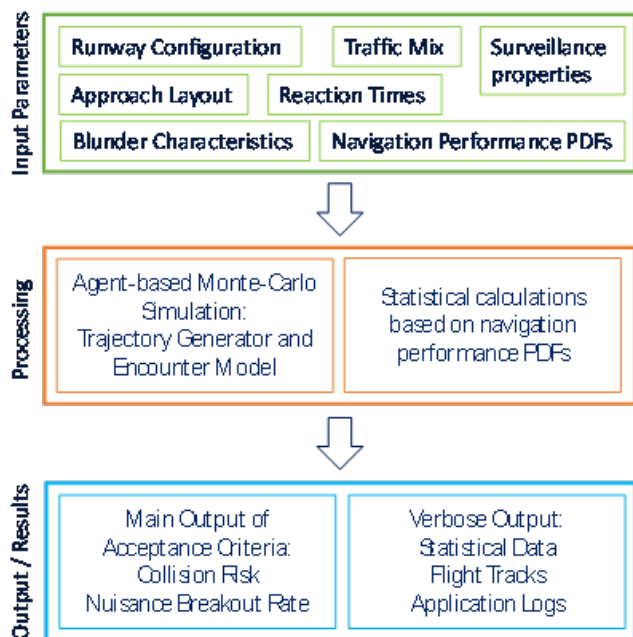 Input Parameters
Runway Configuration
Traffic Mix
Surveillance
properties
Approach Layout
Reaction Times
Blunder Characteristics
Navigation Performance PDFs
Processing
Agent-based Monte-Carlo
Simulation:
Trajectory Generator and
Encounter Model
Statistical calculations
based on navigation
performance PDFs
Output / Results
Main Output of
Acceptance Criteria:
Collision Risk
Nuisance Breakout Rate
Verbose Output:
Statistical Data
Flight Tracks
Application Logs